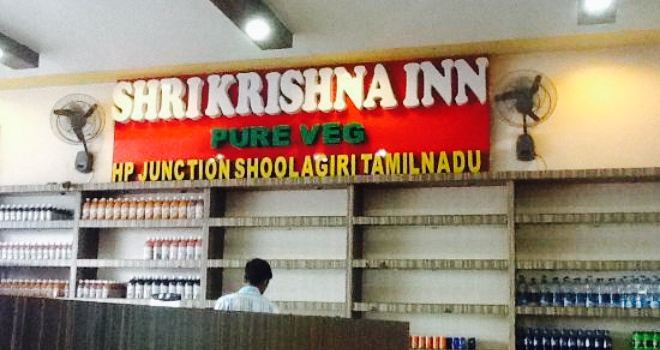 SHRI KRISHNA INN
PURE VEG
HP JUNCTION SHOOLAGIRI TAMILNADU